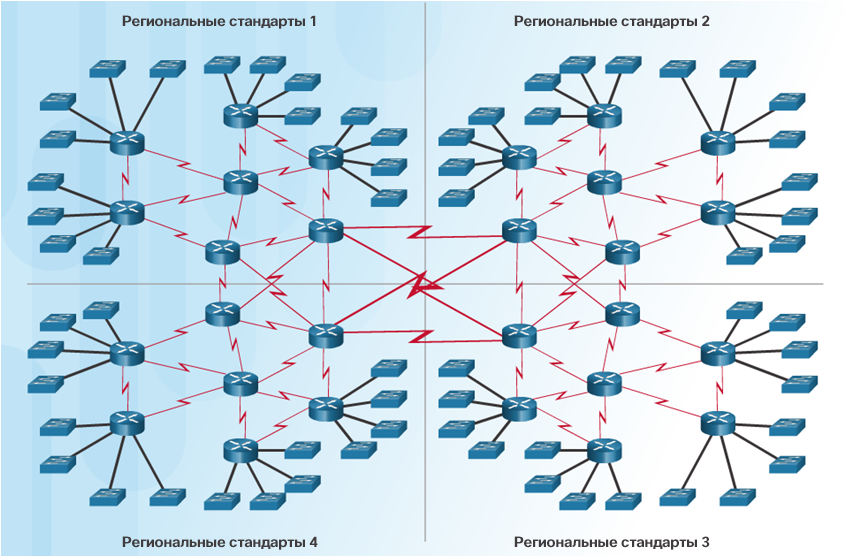 Региональные стандарты 1
Региональные стандарты 2
Региональные стандарты 4
Региональные стандарты 3